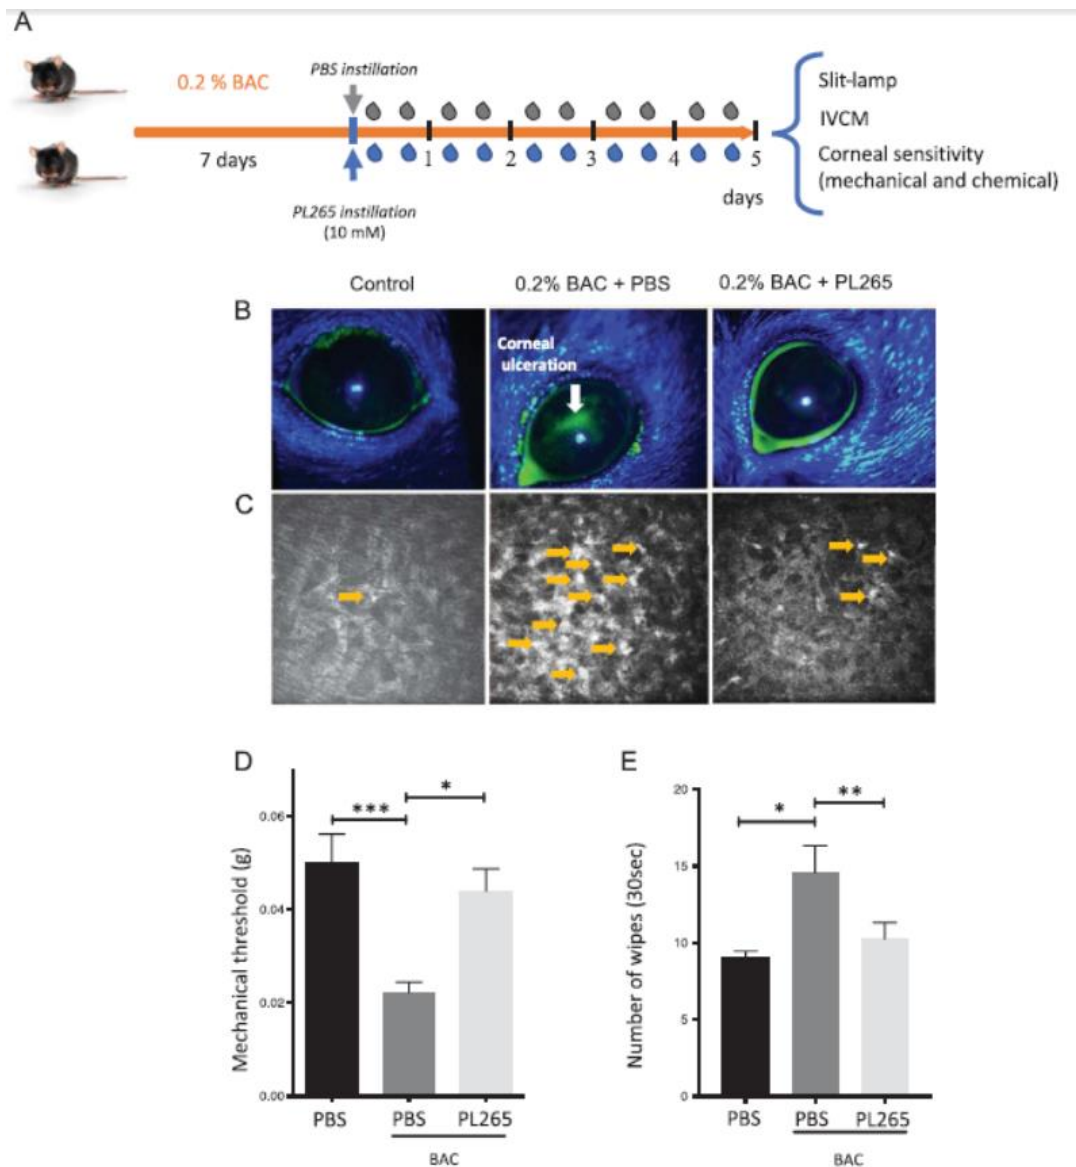 A
0.2 % BAC
PBS instillation
7 days
1 2 3 4 5
days
PL265 instillation
(10 mM)
Slit-lamp
IVCM
Corneal sensitivity
(mechanical and chemical)
Control 0.2% BAC + PBS 0.2% BAC + PL265
B
Corneal
ulceration
C
D
Mechanical threshold (g)
0.06
0.04
0.02
0.00
*** *
PBS PBS PL265
BAC
E
Number of wipes (30sec)
20
15
10
5
0
* **
PBS PBS PL265
BAC